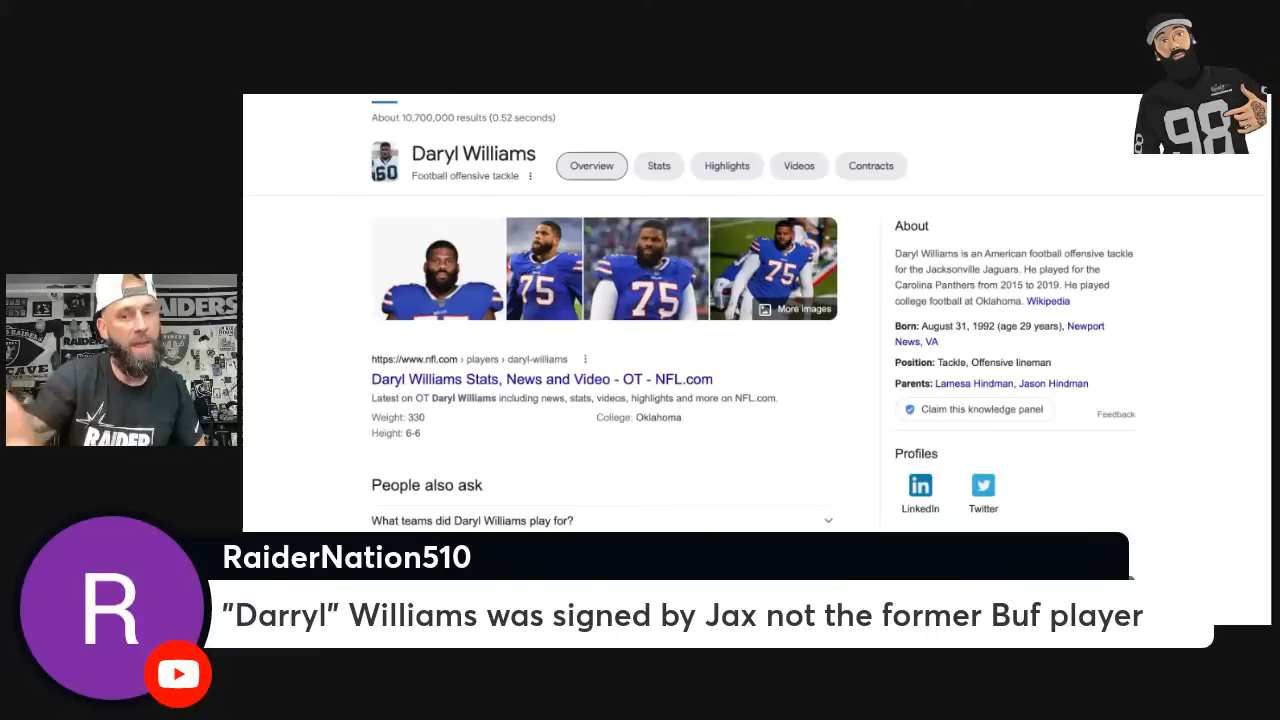 About 10,700,000 results (0.52 seconds)
Daryl Williams
Football offensive tackle
Overview
Stats
Highlights
Videos
Contracts
60
98
75
75
75
More images
https://www.nfl.com › players › daryl-williams
Daryl Williams Stats, News and Video - OT - NFL.com
Latest on OT Daryl Williams including news, stats, videos, highlights and more on NFL.com.
Weight: 330
College: Oklahoma
Height: 6-6
People also ask
What teams did Daryl Williams play for?
About
Daryl Williams is an American football offensive tackle
for the Jacksonville Jaguars. He played for the
Carolina Panthers from 2015 to 2019. He played
college football at Oklahoma. Wikipedia
Born: August 31, 1992 (age 29 years), Newport
News, VA
Position: Tackle, Offensive lineman
Parents: Lamesa Hindman, Jason Hindman
Claim this knowledge panel
Feedback
Profiles
in
LinkedIn
Twitter
RAIDERS
RAIDER
R
RaiderNation510
"Darryl" Williams was signed by Jax not the former Buf player